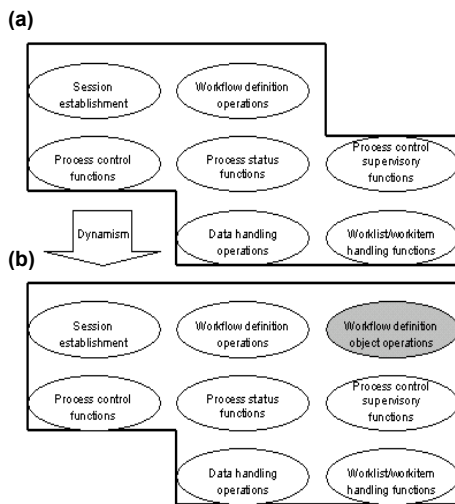 (a)
Session
establishment
Workflow definition
operations
Process control
functions
Process status
functions
Process control
supervisory
functions
Dynamism
Data handling
operations
Worklist/workitem
handling functions
(b)
Session
establishment
Workflow definition
operations
Workflow definition
object operations
Process control
functions
Process status
functions
Process control
supervisory
functions
Data handling
operations
Worklist/workitem
handling functions